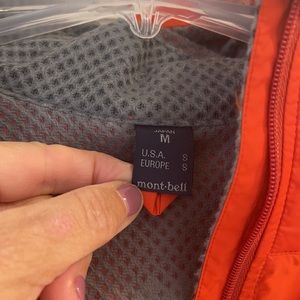 JAPAN
M
U.S.A. S
EUROPE S
mont-bell